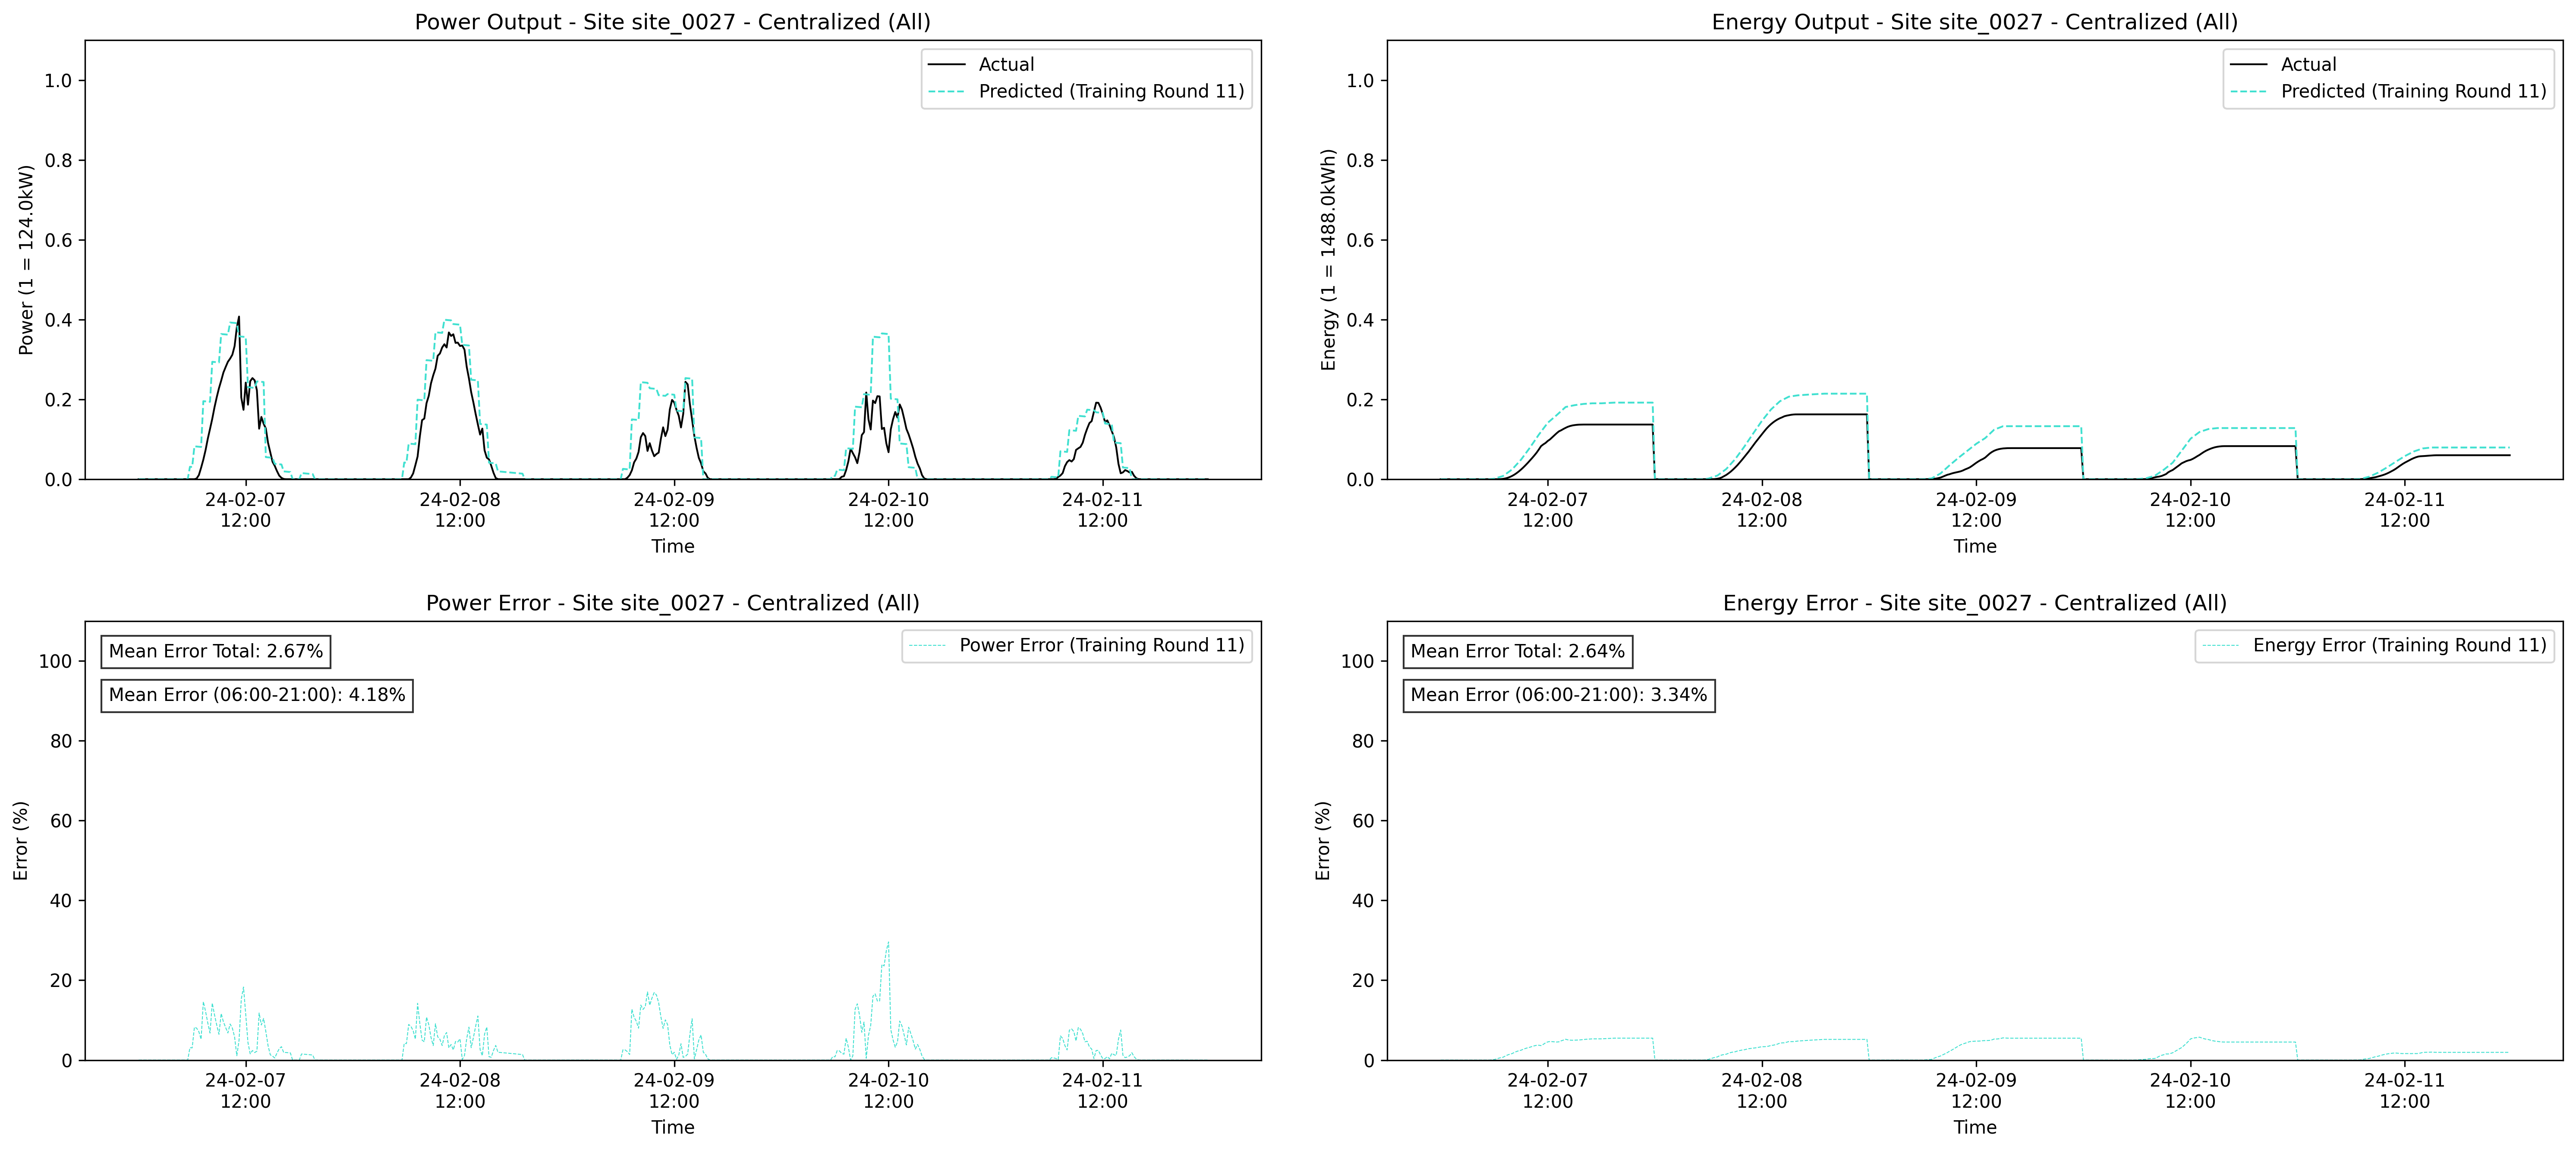 Power Output - Site site_0027 - Centralized (All)
Power (1 = 124.0kW)
1.0
0.8
0.6
0.4
0.2
0.0
Actual
Predicted (Training Round 11)
24-02-07
12:00
24-02-08
12:00
24-02-09
12:00
24-02-10
12:00
24-02-11
12:00
Time
Energy Output - Site site_0027 - Centralized (All)
Energy (1 = 1488.0kWh)
1.0
0.8
0.6
0.4
0.2
0.0
Actual
Predicted (Training Round 11)
24-02-07
12:00
24-02-08
12:00
24-02-09
12:00
24-02-10
12:00
24-02-11
12:00
Time
Power Error - Site site_0027 - Centralized (All)
Error (%)
100
80
60
40
20
0
Mean Error Total: 2.67%
Mean Error (06:00-21:00): 4.18%
Power Error (Training Round 11)
24-02-07
12:00
24-02-08
12:00
24-02-09
12:00
24-02-10
12:00
24-02-11
12:00
Time
Energy Error - Site site_0027 - Centralized (All)
Error (%)
100
80
60
40
20
0
Mean Error Total: 2.64%
Mean Error (06:00-21:00): 3.34%
Energy Error (Training Round 11)
24-02-07
12:00
24-02-08
12:00
24-02-09
12:00
24-02-10
12:00
24-02-11
12:00
Time